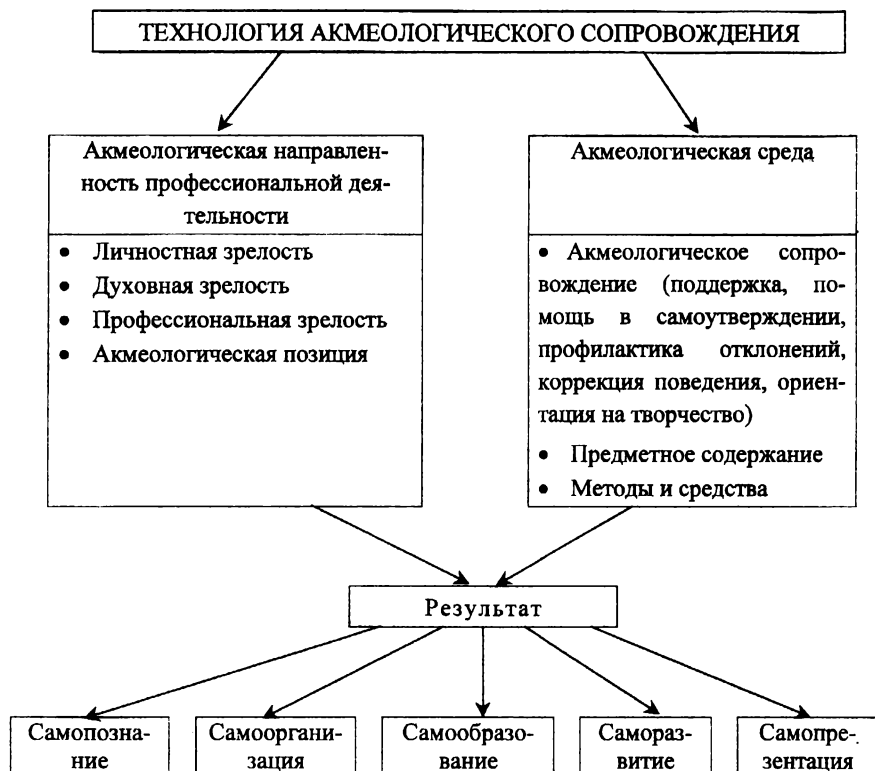 ТЕХНОЛОГИЯ АКМЕОЛОГИЧЕСКОГО СОПРОВОЖДЕНИЯ
Акмеологическая направлен-
ность профессиональной дея-
тельности
• Личностная зрелость
• Духовная зрелость
• Профессиональная зрелость
• Акмеологическая позиция
Акмеологическая среда
• Акмеологическое сопро-
вождение (поддержка, по-
мощь в самоутверждении,
профилактика отклонений,
коррекция поведения, ориен-
тация на творчество)
• Предметное содержание
• Методы и средства
Результат
Самопозна-
ние
Самооргани-
зация
Самообразо-
вание
Самораз-
витие
Самопре-
зентация